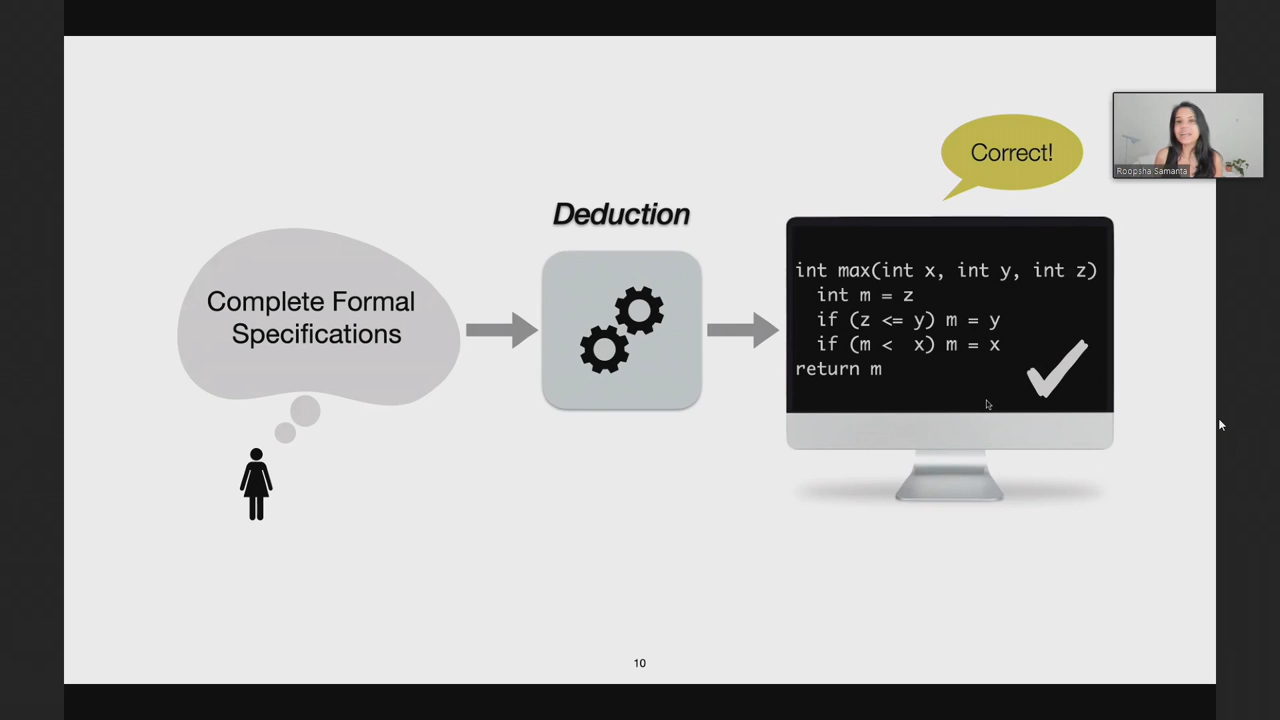 Correct!
Roopsha Samanta
Deduction
Complete Formal
Specifications
int max(int x, int y, int z)
  int m = z
  if (z <= y) m = y
  if (m <  x) m = x
return m
10